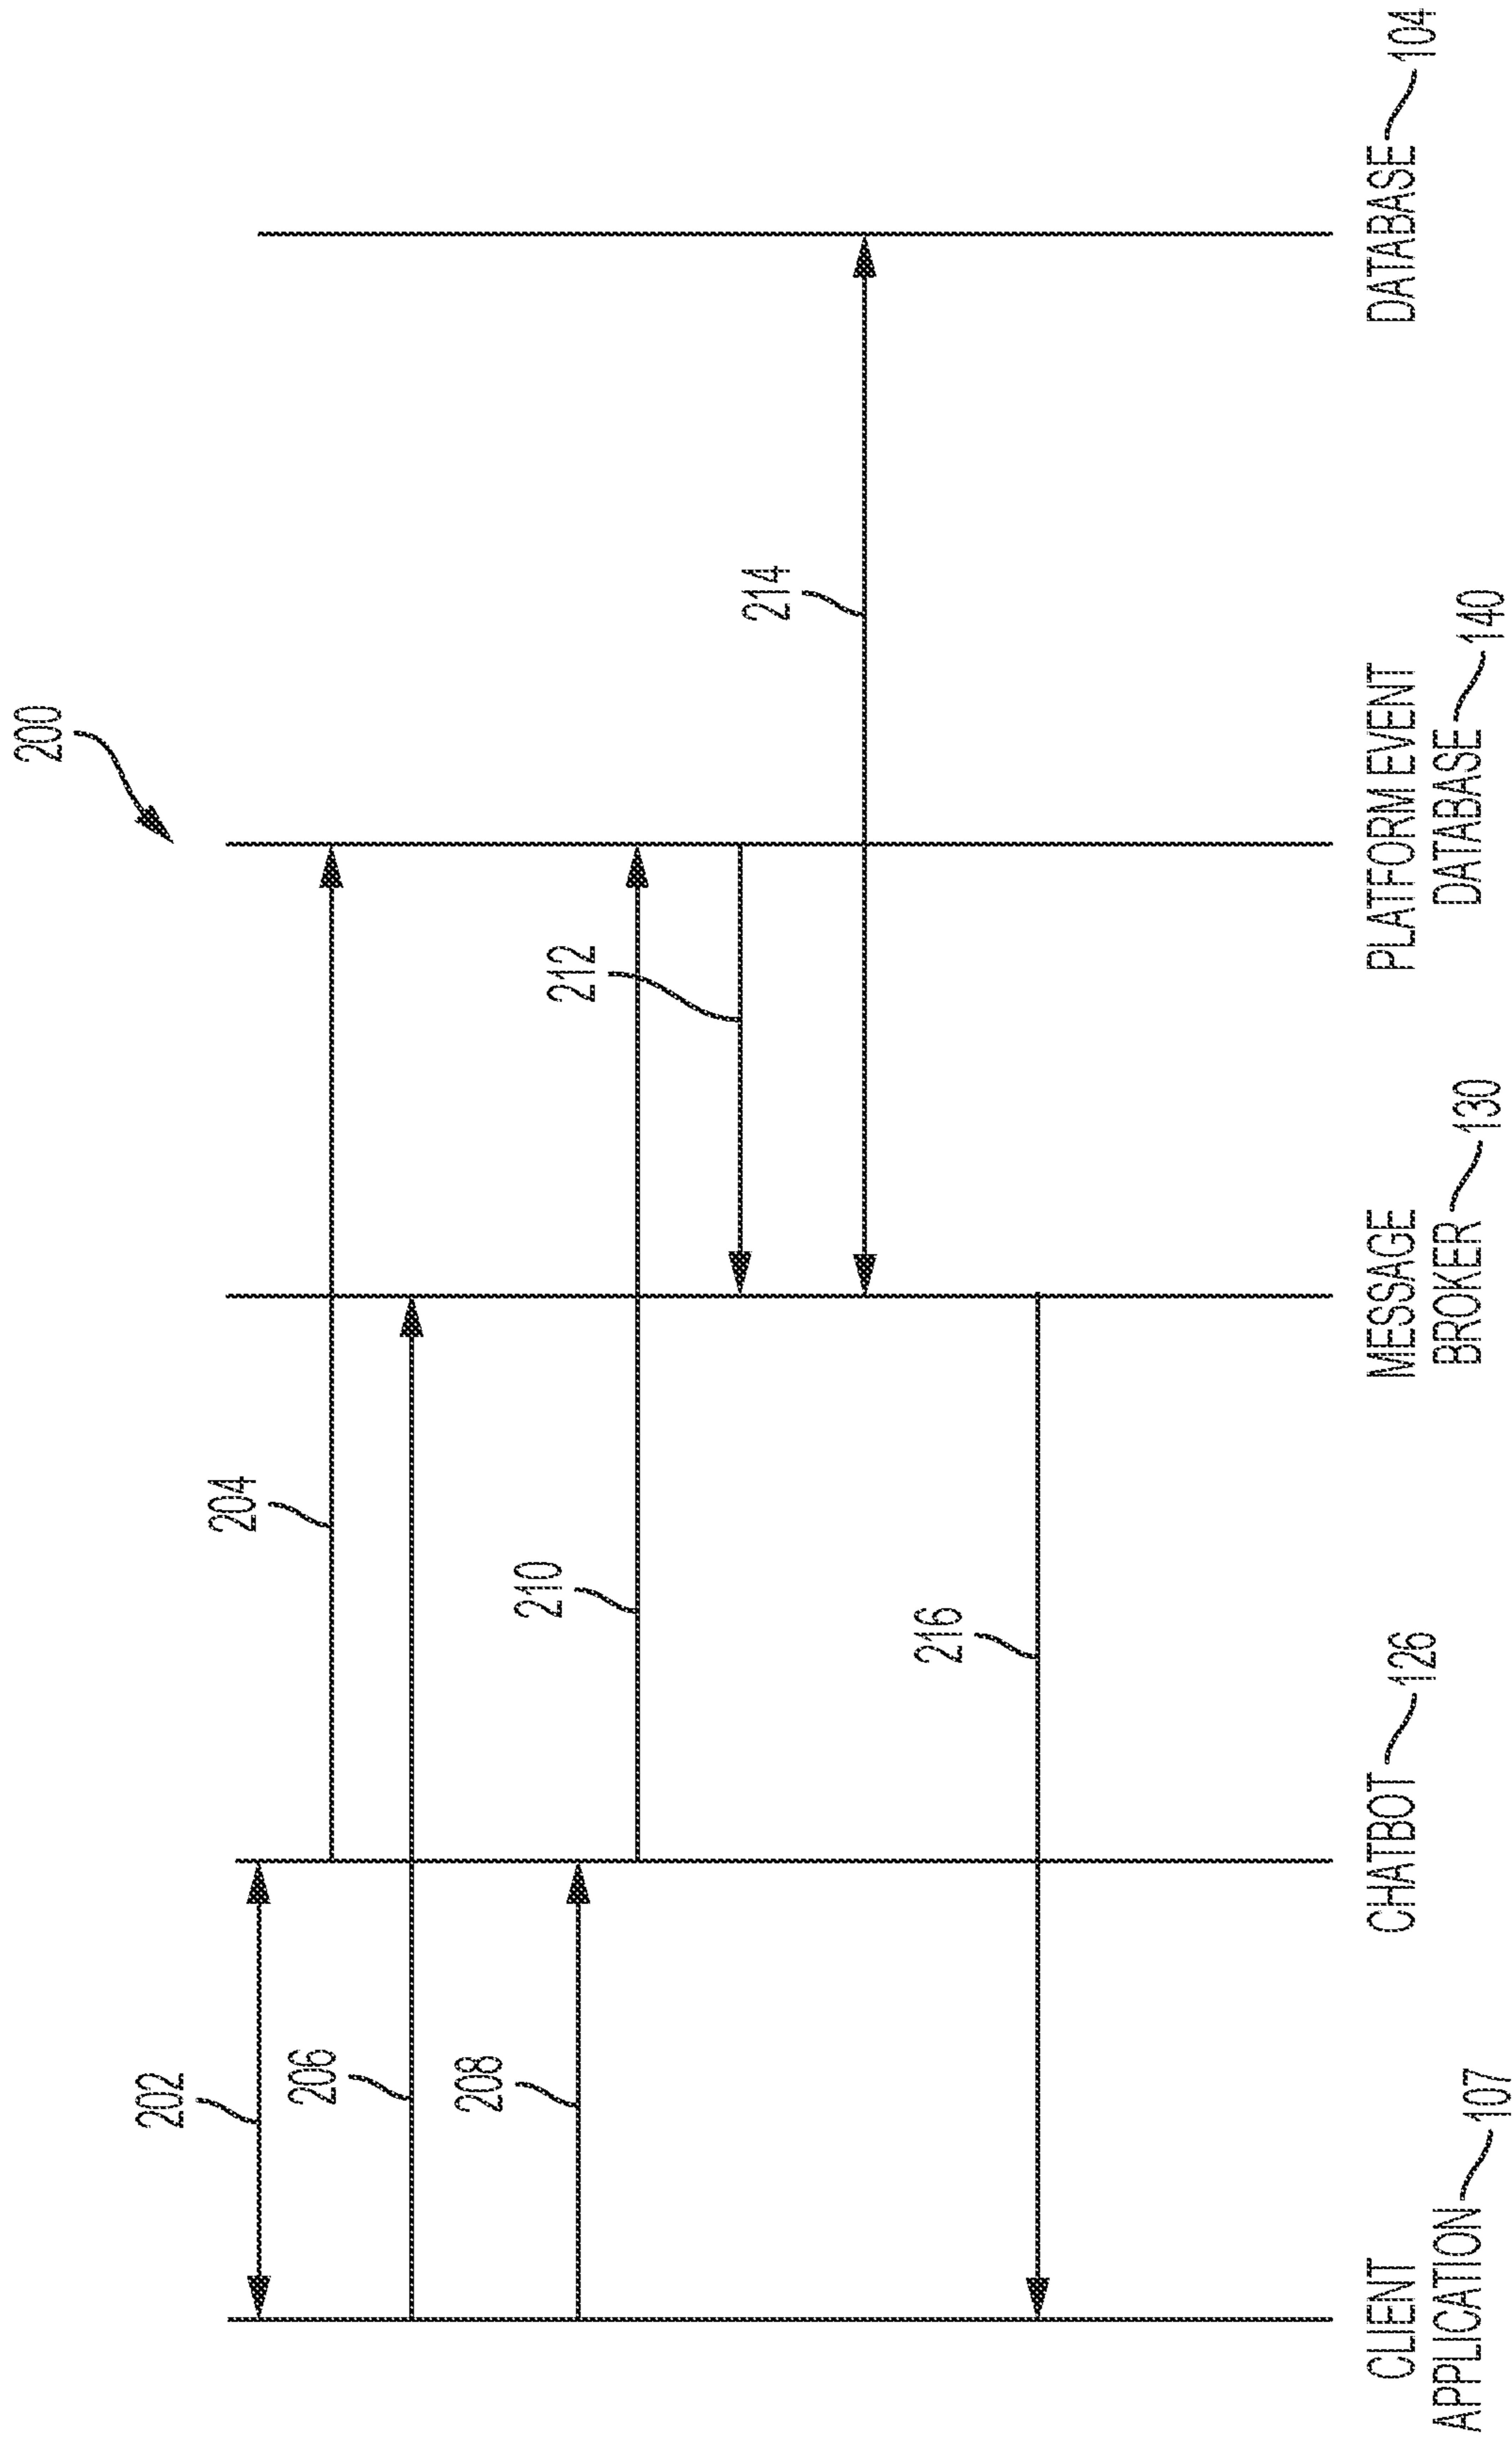 200
202
204
206
208
210
212
214
216
CLIENT
APPLICATION 107
CHATBOT 126
MESSAGE
BROKER 130
PLATFORM EVENT
DATABASE 140
DATABASE 104